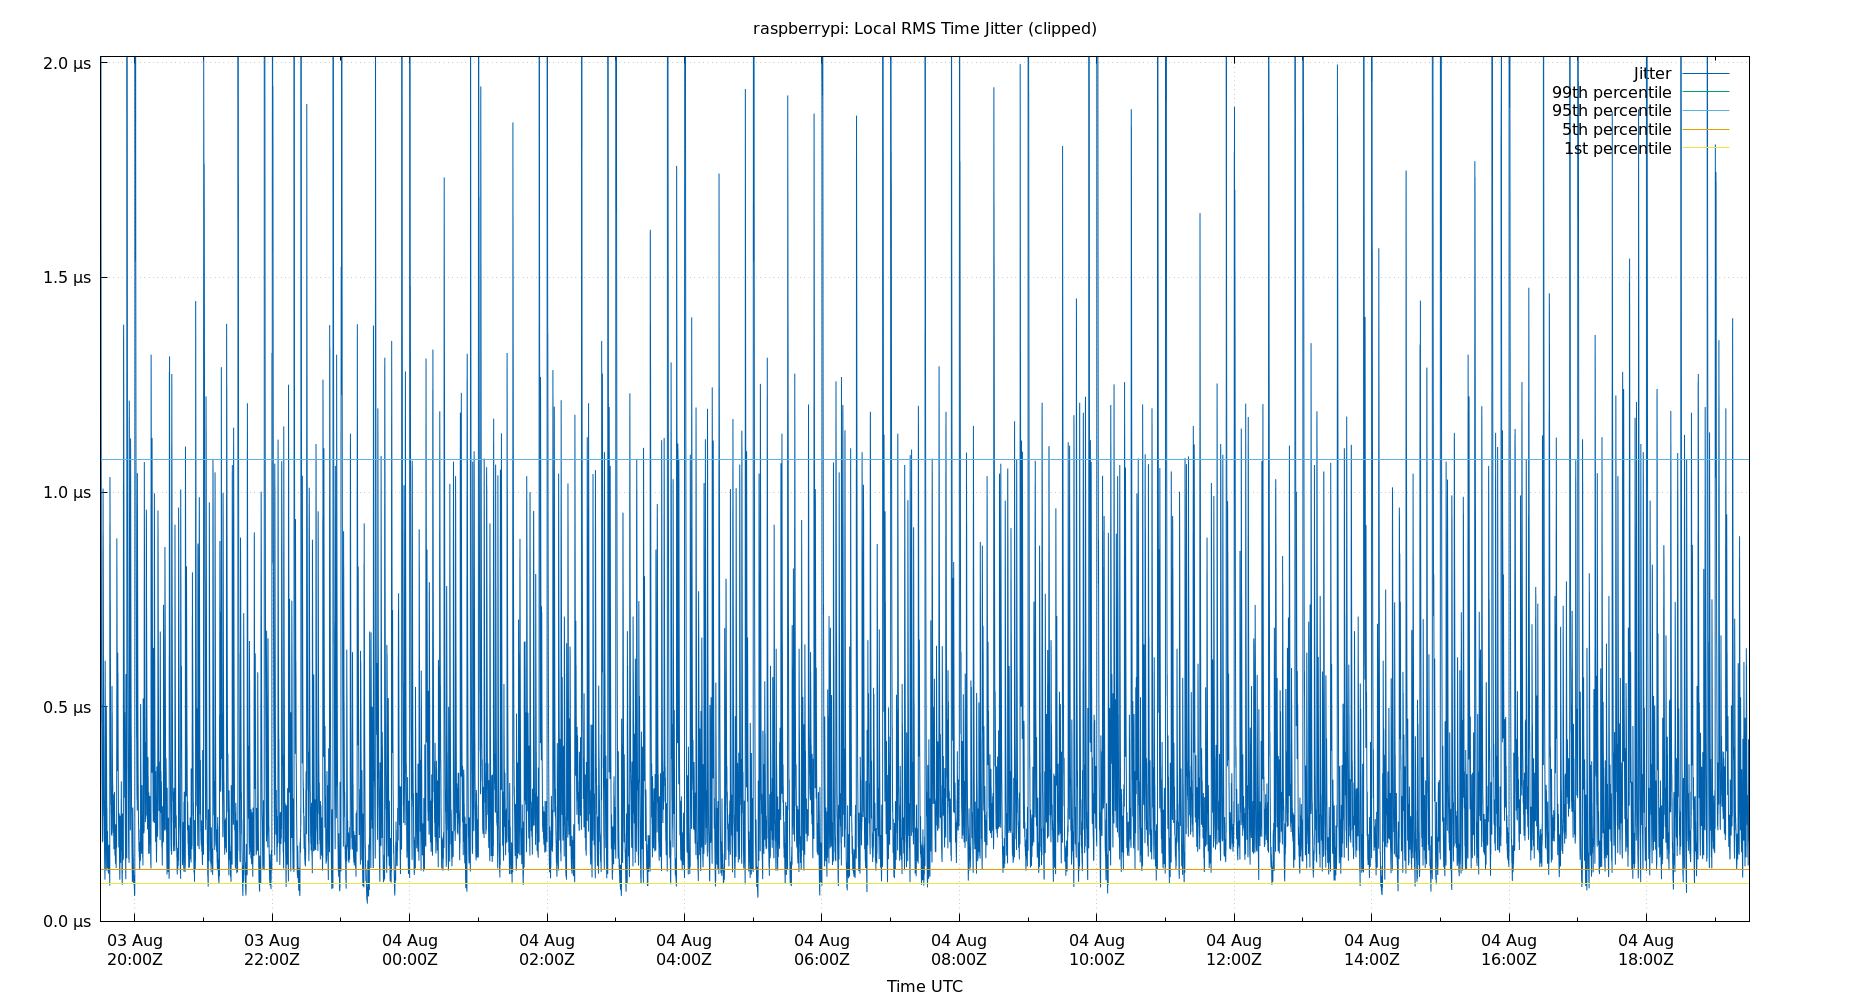 raspberrypi: Local RMS Time Jitter (clipped)
2.0 µs
1.5 µs
1.0 µs
0.5 µs
0.0 µs
Jitter
99th percentile
95th percentile
5th percentile
1st percentile
03 Aug 03 Aug 04 Aug 04 Aug 04 Aug 04 Aug 04 Aug 04 Aug 04 Aug 04 Aug 04 Aug 04 Aug
20:00Z 22:00Z 00:00Z 02:00Z 04:00Z 06:00Z 08:00Z 10:00Z 12:00Z 14:00Z 16:00Z 18:00Z
Time UTC